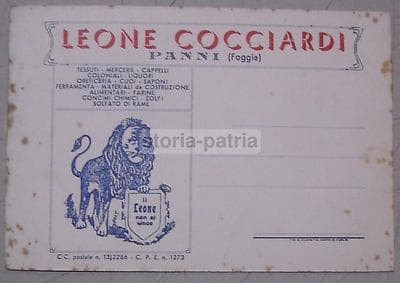 LEONE COCCIARDI
PANNI (Foggia)
TESSUTI - MERCERIE - CAPPELLI
COLONIALI - LIQUORI
OREFICERIA - CUOI - SAPONI
FERRAMENTA - MATERIALI da COSTRUZIONE
ALIMENTARI - FARINE
CONCIMI CHIMICI - ZOLFI
SOLFATO DI RAME
storia-patria
Il
Leone
non si
vince
C.C. postale n. 13|2266 - C. P. E. n. 1273